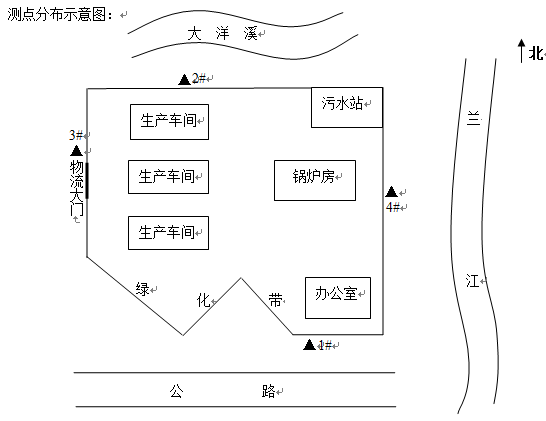 测点分布示意图：
大 洋 溪
北
2#
污水站
兰
生产车间
3#
物流大门
生产车间
锅炉房
4#
生产车间
江
绿 化 带
办公室
1#
公 路